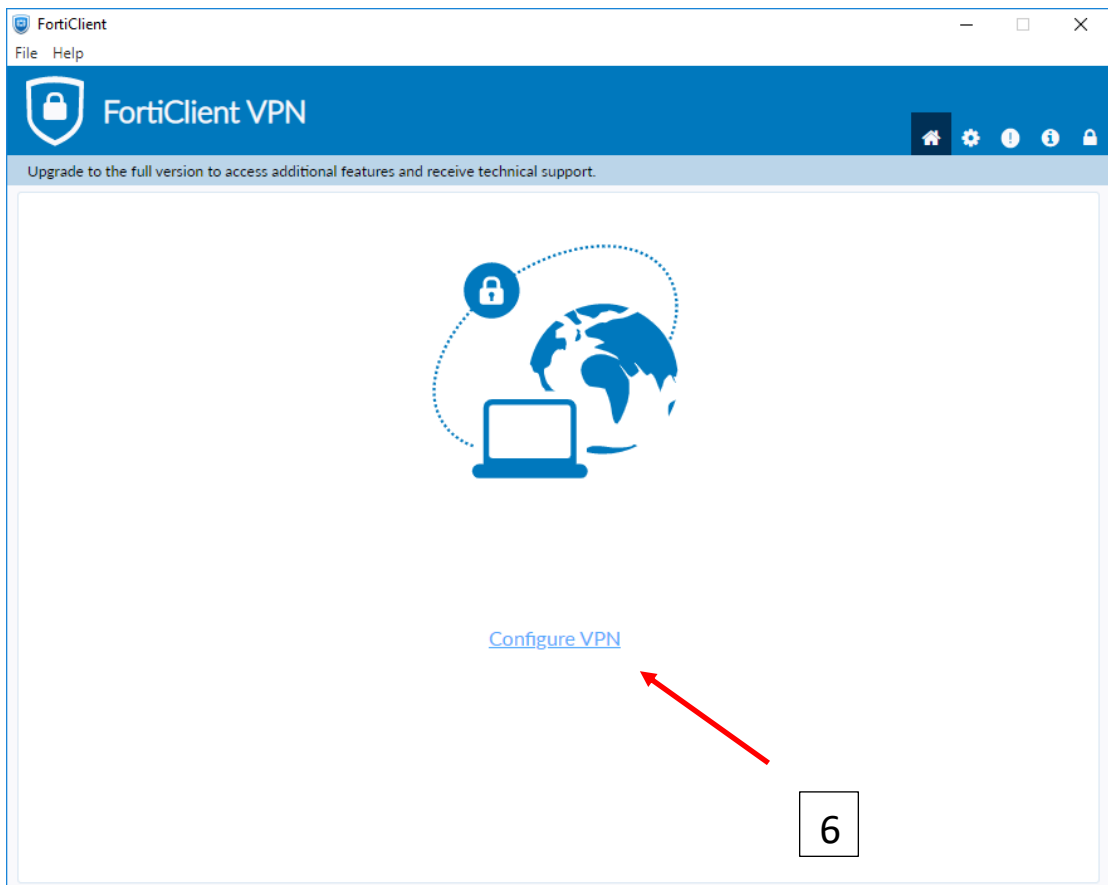 FortiClient
File Help
FortiClient VPN
Upgrade to the full version to access additional features and receive technical support.
Configure VPN
6